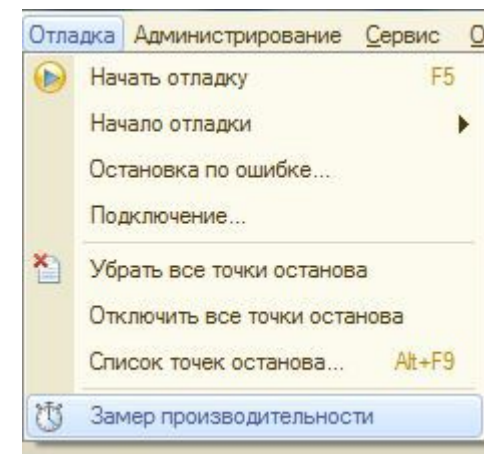 Отладка Администрирование Сервис
Начать отладку F5
Начало отладки
Остановка по ошибке...
Подключение...
Убрать все точки останова
Отключить все точки останова
Список точек останова... Alt+F9
Замер производительности